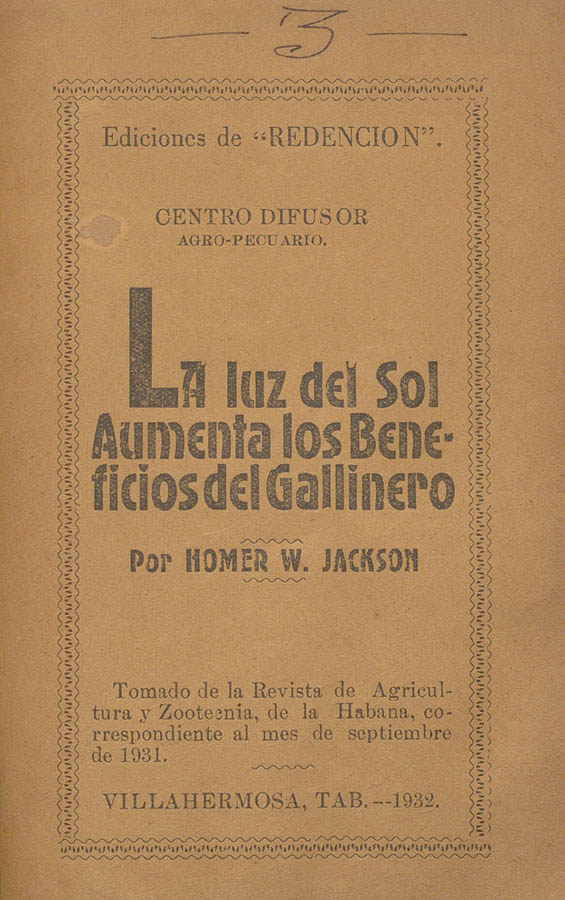 — 3 —
Ediciones de “REDENCION”.
CENTRO DIFUSOR
AGRO-PECUARIO.
LA luz del Sol
Aumenta los Bene-
ficios del Gallinero
Por HOMER W. JACKSON
Tomado de la Revista de Agricul-
tura y Zootecnia, de la Habana, co-
rrespondiente al mes de septiembre
de 1931.
VILLAHERMOSA, TAB.---1932.